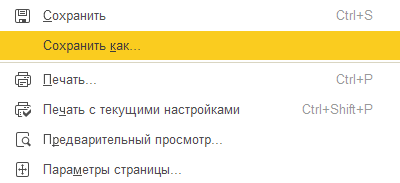 Сохранить Ctrl+S
Сохранить как...
Печать... Ctrl+P
Печать с текущими настройками Ctrl+Shift+P
Предварительный просмотр...
Параметры страницы...